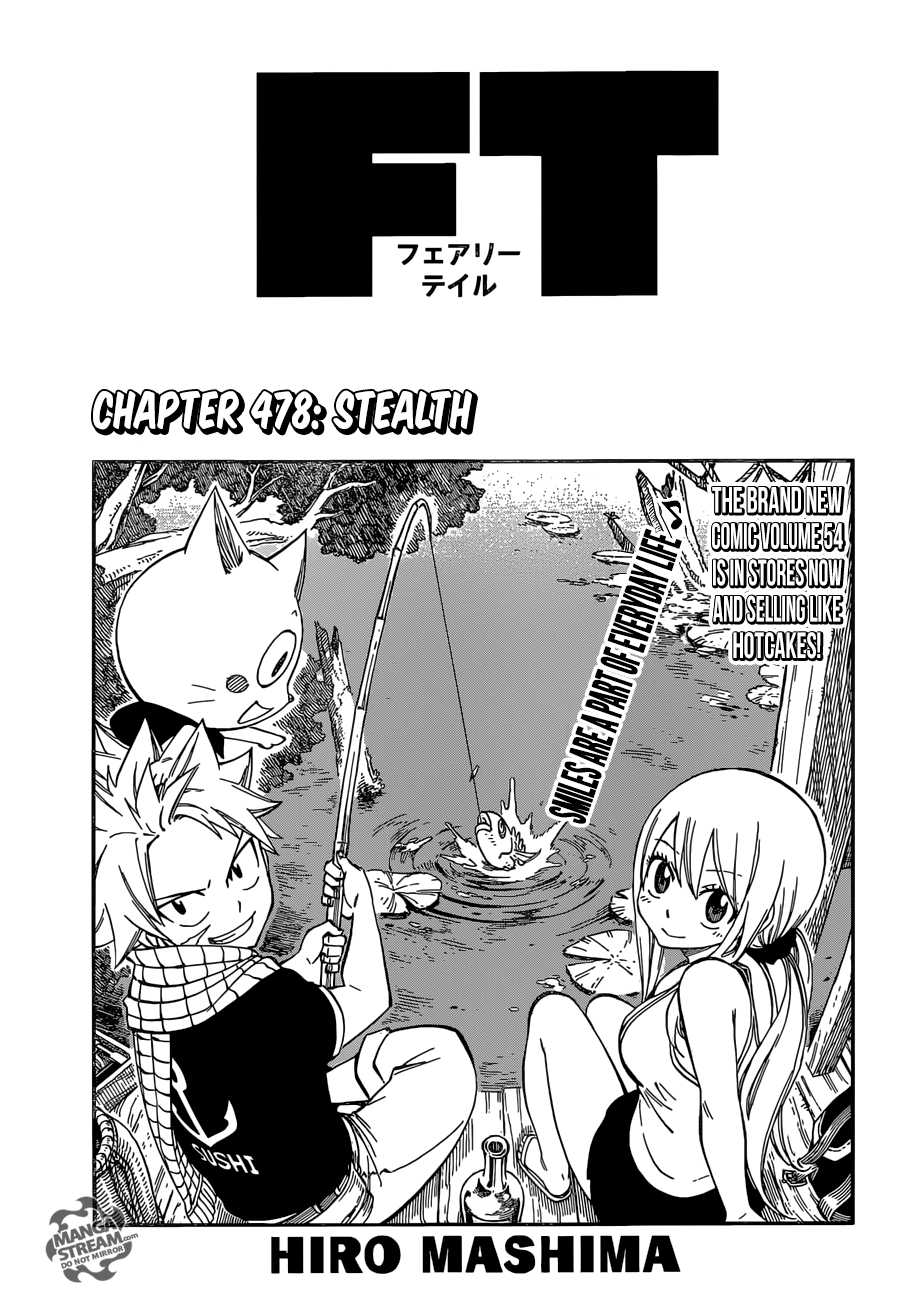 FT
フェアリー
テイル
CHAPTER 478: STEALTH
THE BRAND NEW
COMIC VOLUME 54
IS IN STORES NOW
AND SELLING LIKE
HOTCAKES!
SMILES ARE A PART OF EVERYDAY LIFE ♪
SUSHI
MANGA
STREAM.COM
DO NOT MIRROR
HIRO MASHIMA